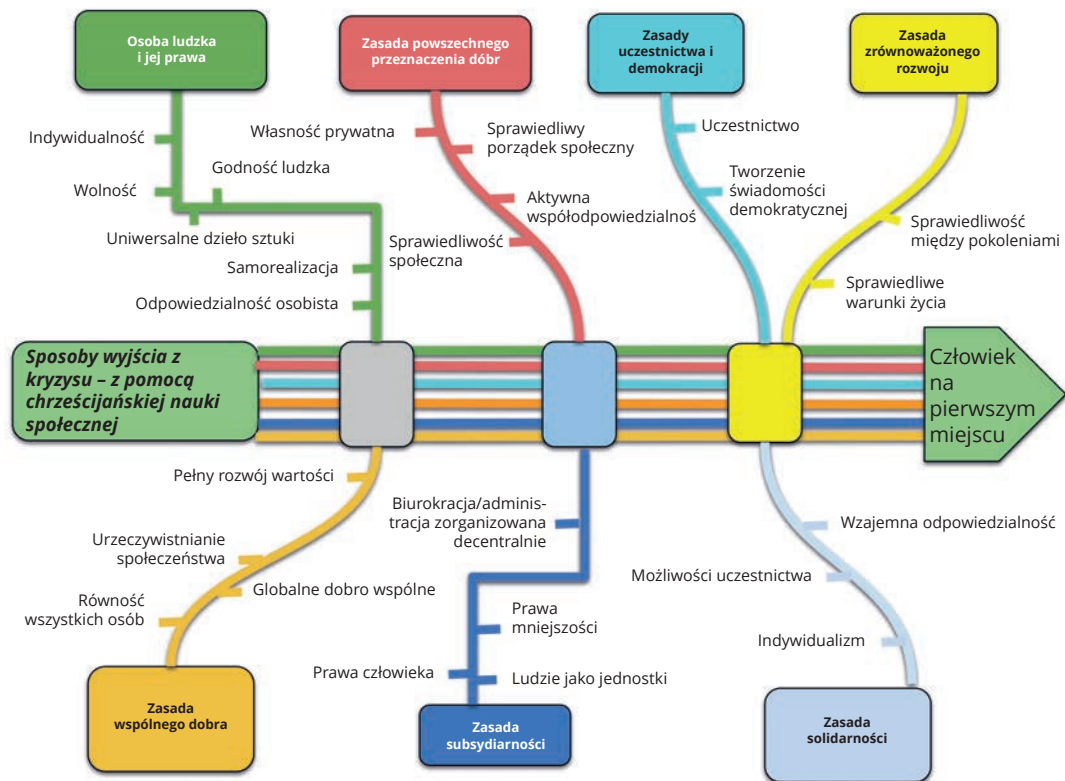 Osoba ludzka
i jej prawa
Zasada powszechnego
przeznaczenia dóbr
Zasady
uczestnictwa i
demokracji
Zasada
zrównoważonego
rozwoju
Indywidualność
Wolność
Godność ludzka
Uniwersalne dzieło sztuki
Samorealizacja
Odpowiedzialność osobista
Własność prywatna
Sprawiedliwy
porządek społeczny
Aktywna
współodpowiedzialnoś
Sprawiedliwość
społeczna
Uczestnictwo
Tworzenie
świadomości
demokratycznej
Sprawiedliwość
między pokoleniami
Sprawiedliwe
warunki życia
Sposoby wyjścia z
kryzysu – z pomocą
chrześcijańskiej nauki
społecznej
Człowiek
na
pierwszym
miejscu
Pełny rozwój wartości
Urzeczywistnianie
społeczeństwa
Globalne dobro wspólne
Równość
wszystkich osób
Zasada
wspólnego dobra
Biurokracja/adminis-
tracja zorganizowana
decentralnie
Prawa
mniejszości
Prawa człowieka
Ludzie jako jednostki
Zasada
subsydiarności
Wzajemna odpowiedzialność
Możliwości uczestnictwa
Indywidualizm
Zasada
solidarności